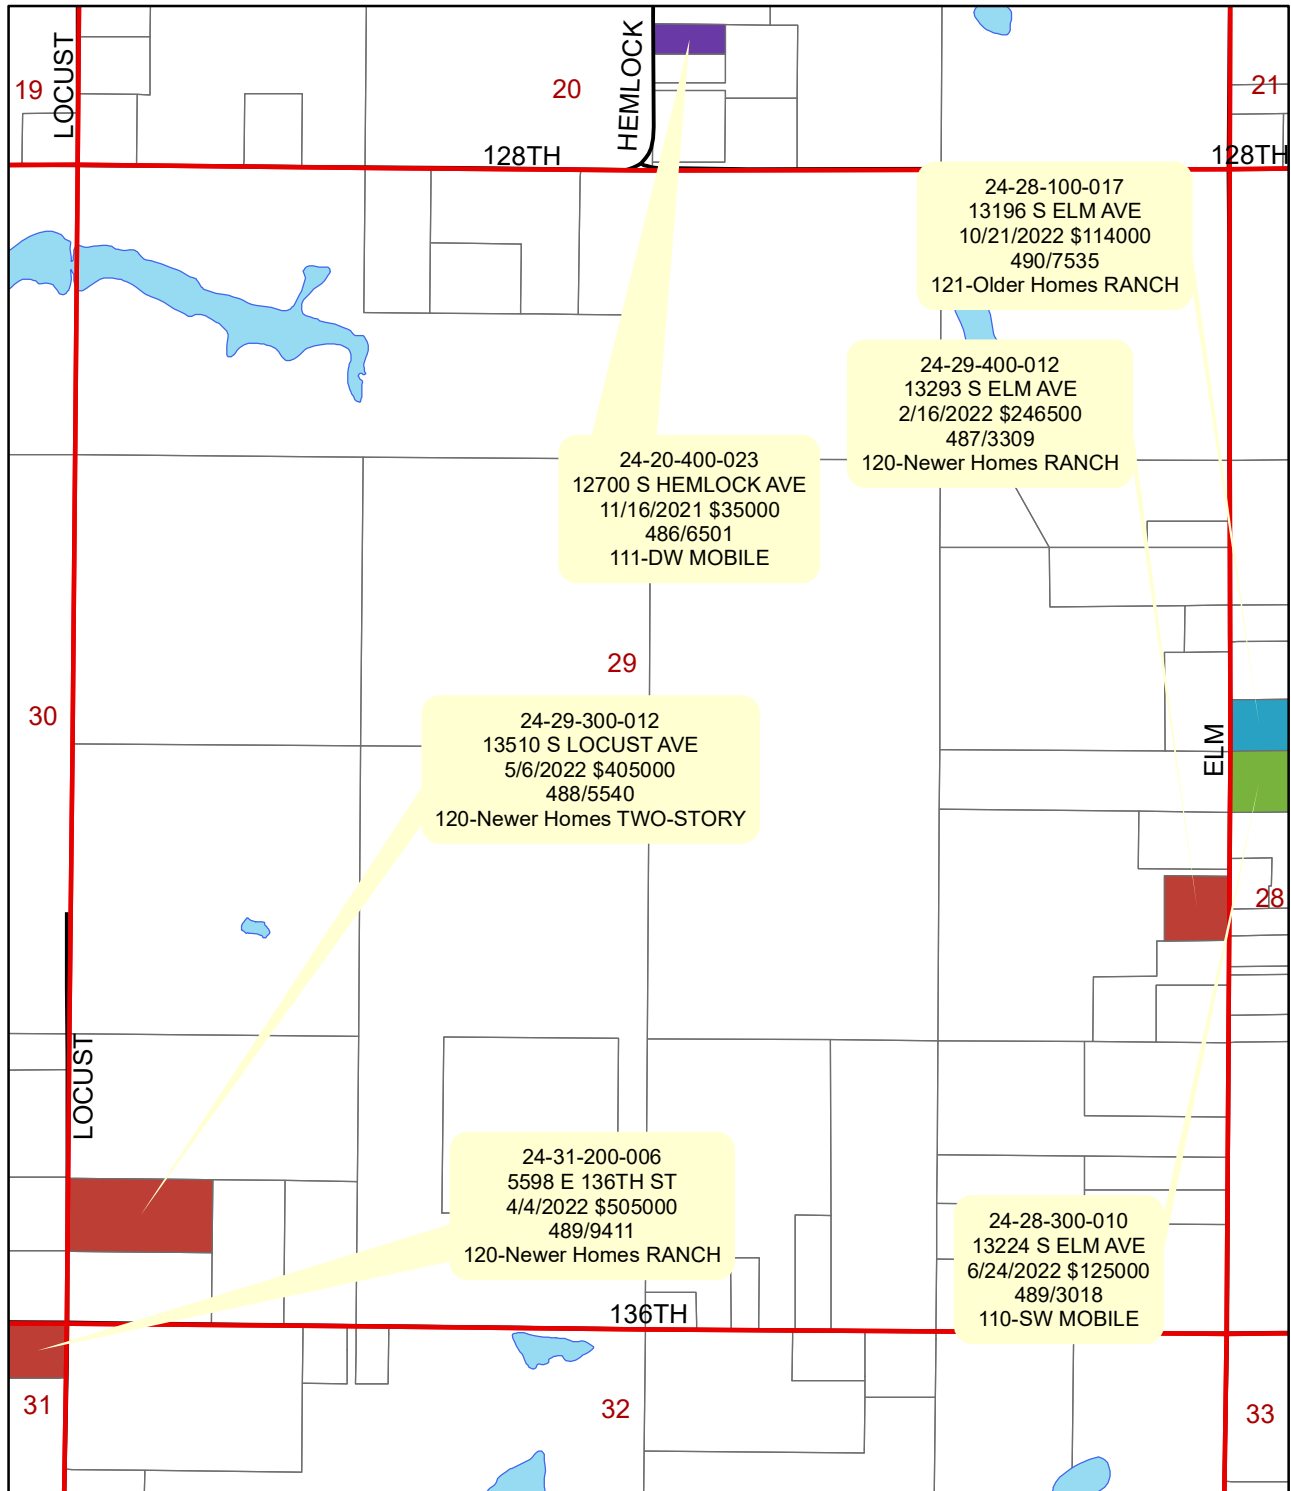 LOCUST
HEMLOCK
19
20
21
128TH
128TH
24-28-100-017
13196 S ELM AVE
10/21/2022 $114000
490/7535
121-Older Homes RANCH
24-29-400-012
13293 S ELM AVE
2/16/2022 $246500
487/3309
120-Newer Homes RANCH
24-20-400-023
12700 S HEMLOCK AVE
11/16/2021 $35000
486/6501
111-DW MOBILE
29
30
24-29-300-012
13510 S LOCUST AVE
5/6/2022 $405000
488/5540
120-Newer Homes TWO-STORY
ELM
28
LOCUST
24-31-200-006
5598 E 136TH ST
4/4/2022 $505000
489/9411
120-Newer Homes RANCH
24-28-300-010
13224 S ELM AVE
6/24/2022 $125000
489/3018
110-SW MOBILE
136TH
31
32
33